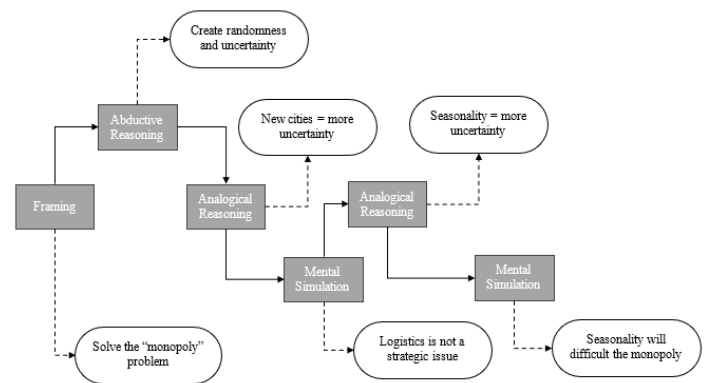 Create randomness
and uncertainty
Abductive
Reasoning
New cities = more
uncertainty
Seasonality = more
uncertainty
Framing
Analogical
Reasoning
Analogical
Reasoning
Mental
Simulation
Mental
Simulation
Solve the “monopoly”
problem
Logistics is not a
strategic issue
Seasonality will
difficult the monopoly